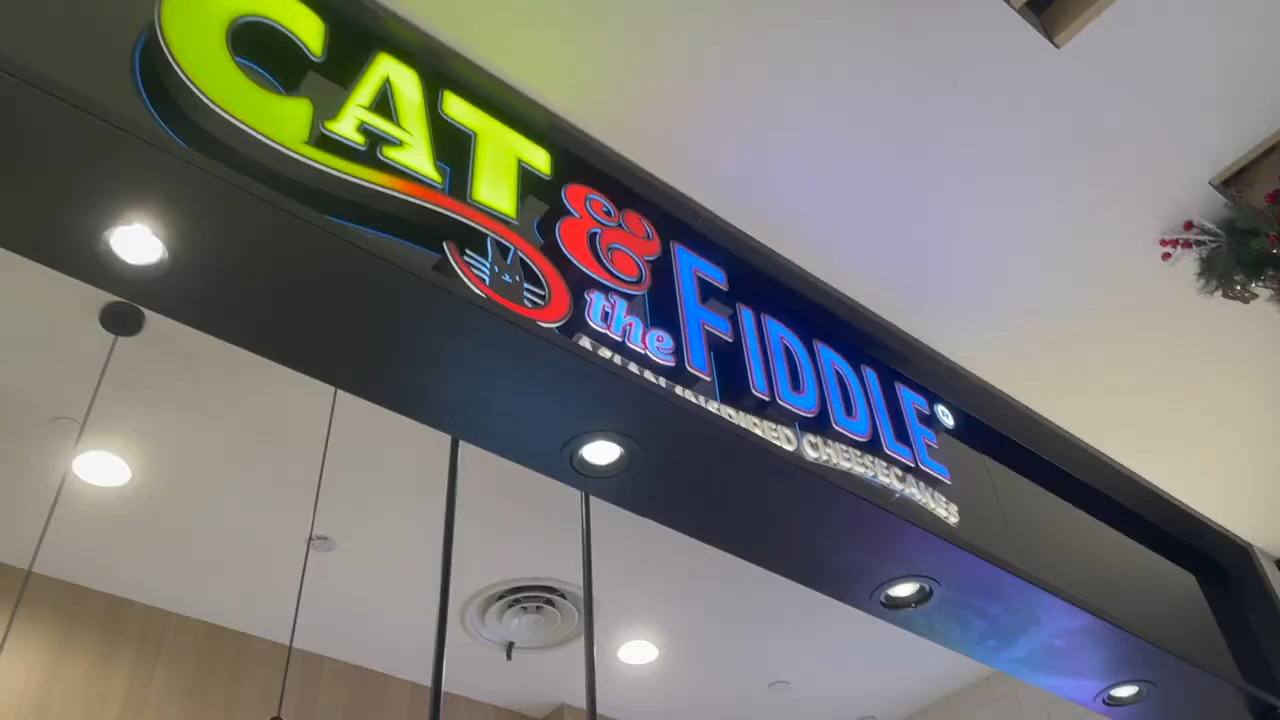 CAT & the FIDDLE®
ASIAN INSPIRED CHEESECAKES